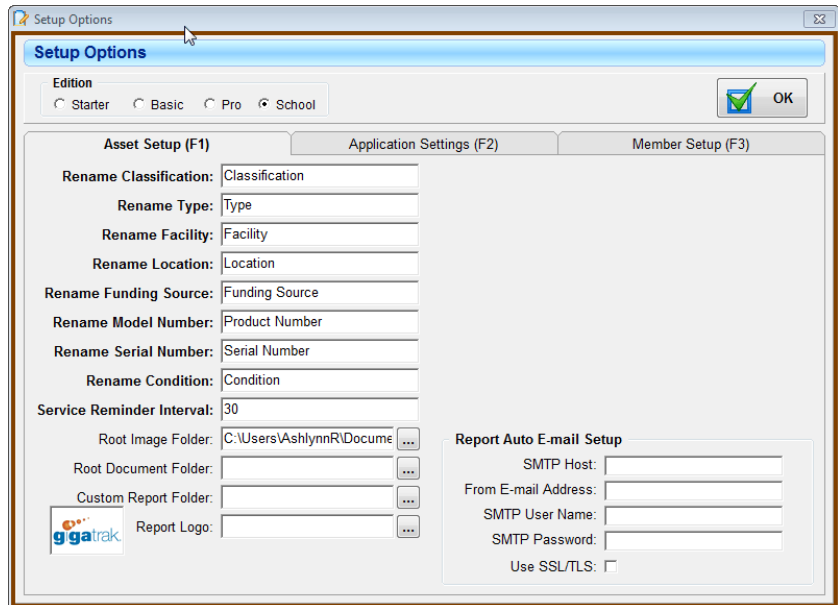 Setup Options
Setup Options
Edition
Starter Basic Pro School
OK
Asset Setup (F1) Application Settings (F2) Member Setup (F3)
Rename Classification: Classification
Rename Type: Type
Rename Facility: Facility
Rename Location: Location
Rename Funding Source: Funding Source
Rename Model Number: Product Number
Rename Serial Number: Serial Number
Rename Condition: Condition
Service Reminder Interval: 30
Root Image Folder: C:\Users\AshlynnR\Docume ...
Root Document Folder: ...
Custom Report Folder: ...
gigatrak. Report Logo: ...
Report Auto E-mail Setup
SMTP Host:
From E-mail Address:
SMTP User Name:
SMTP Password:
Use SSL/TLS: